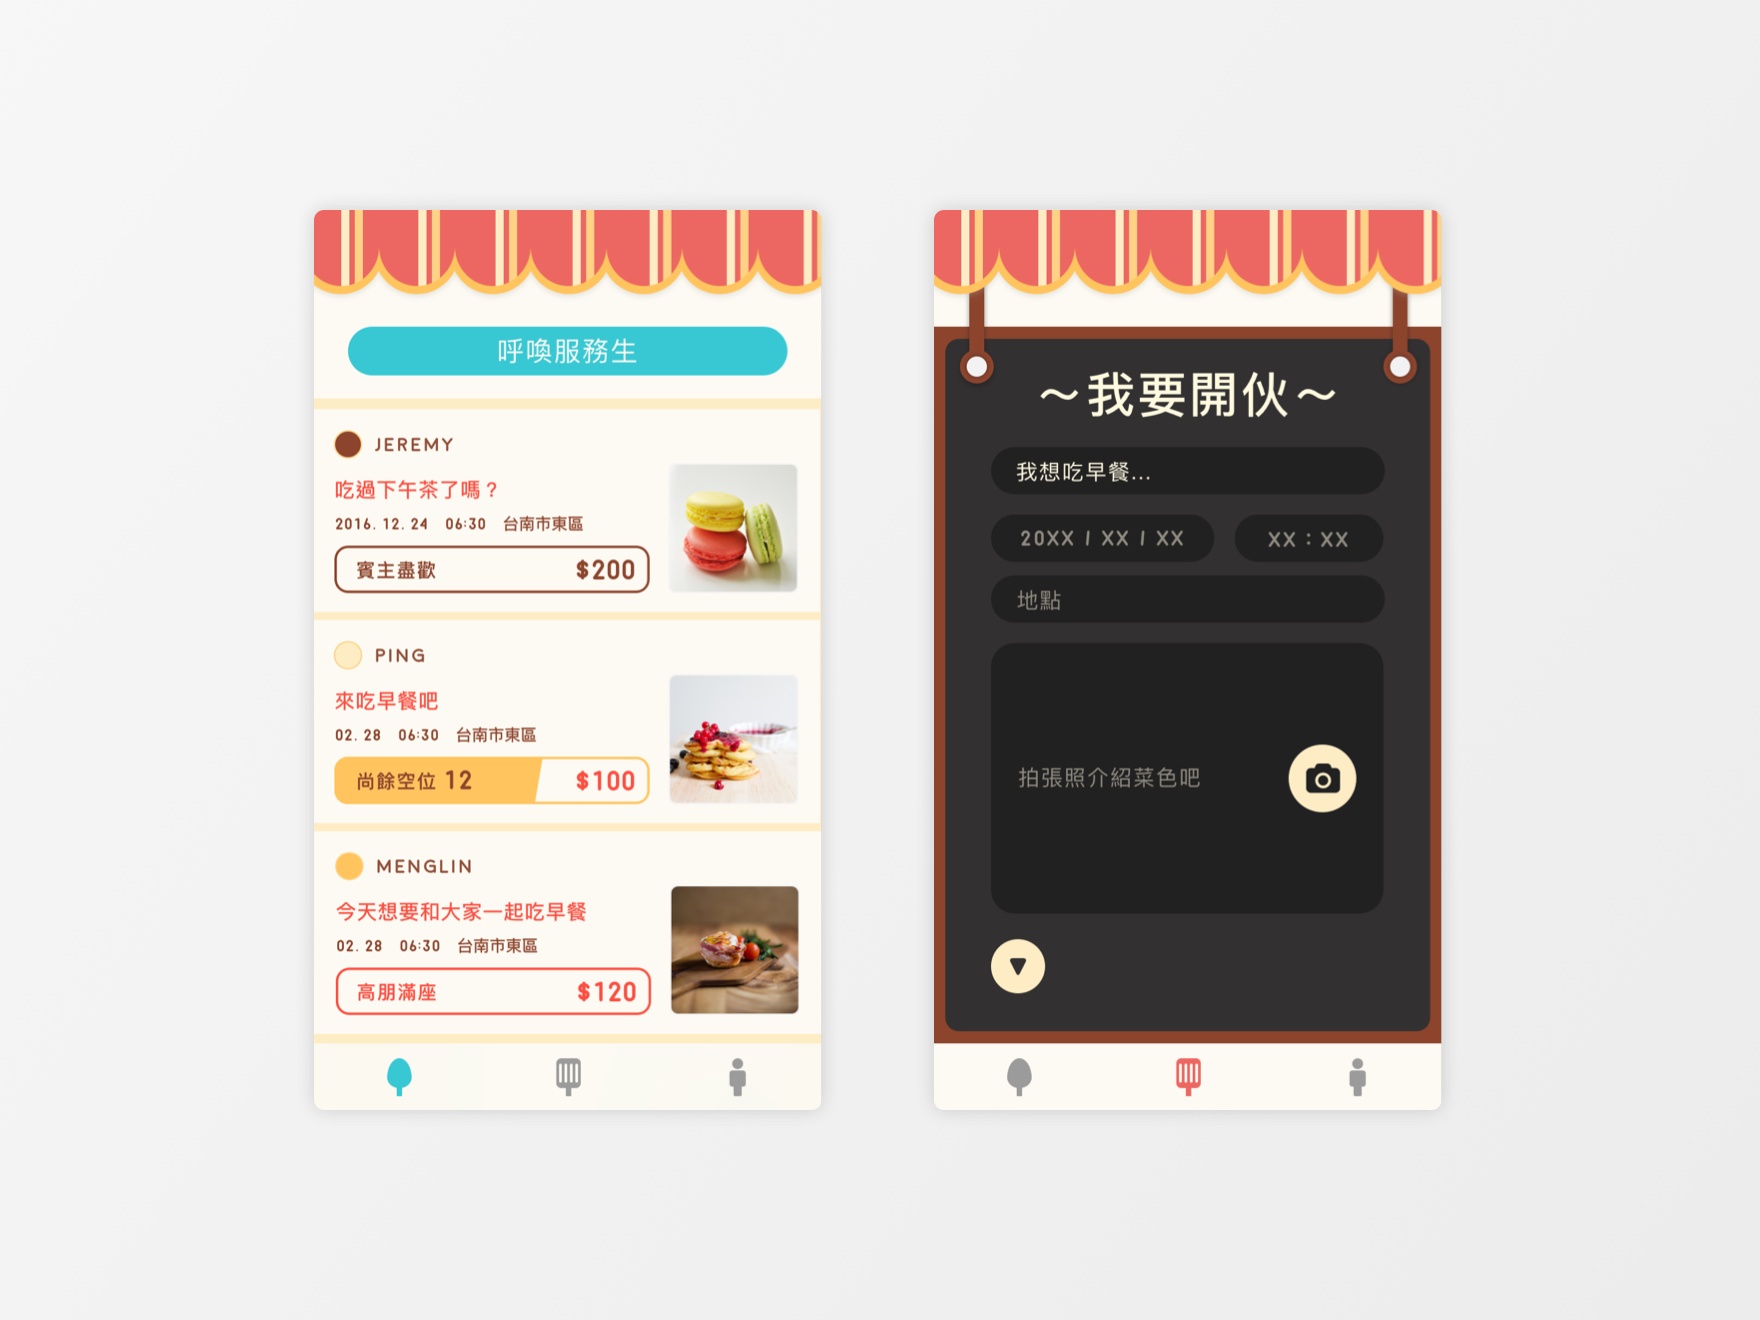 呼喚服務生
JEREMY
吃過下午茶了嗎？
2016. 12. 24 06:30 台南市東區
賓主盡歡 $200
PING
來吃早餐吧
02. 28 06:30 台南市東區
尚餘空位 12 $100
MENGLIN
今天想要和大家一起吃早餐
02. 28 06:30 台南市東區
高朋滿座 $120
～我要開伙～
我想吃早餐...
20XX / XX / XX XX : XX
地點
拍張照介紹菜色吧